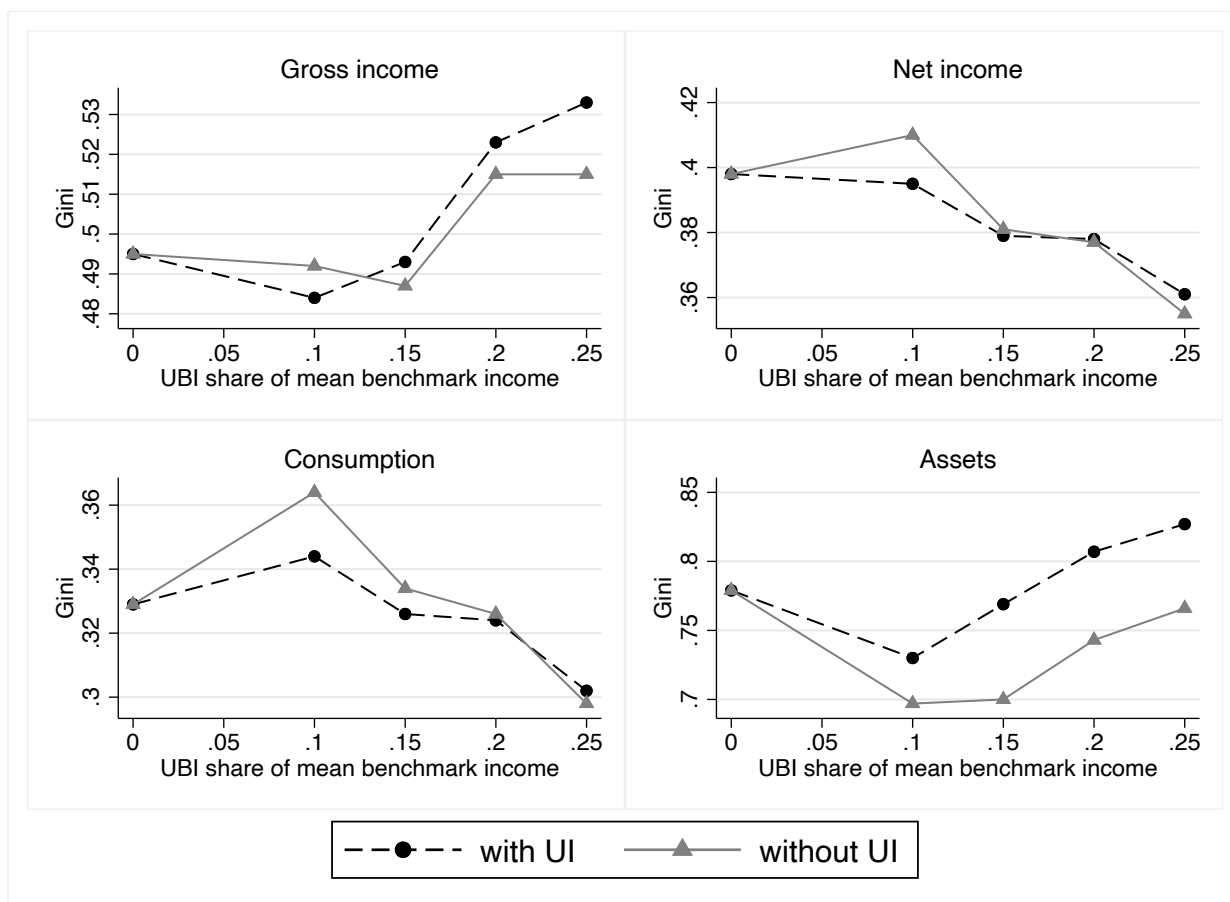 Gross income
Gini
.53
.52
.51
.5
.49
.48
0 .05 .1 .15 .2 .25
UBI share of mean benchmark income
Net income
Gini
.42
.4
.38
.36
0 .05 .1 .15 .2 .25
UBI share of mean benchmark income
Consumption
Gini
.36
.34
.32
.3
0 .05 .1 .15 .2 .25
UBI share of mean benchmark income
Assets
Gini
.85
.8
.75
.7
0 .05 .1 .15 .2 .25
UBI share of mean benchmark income
with UI without UI